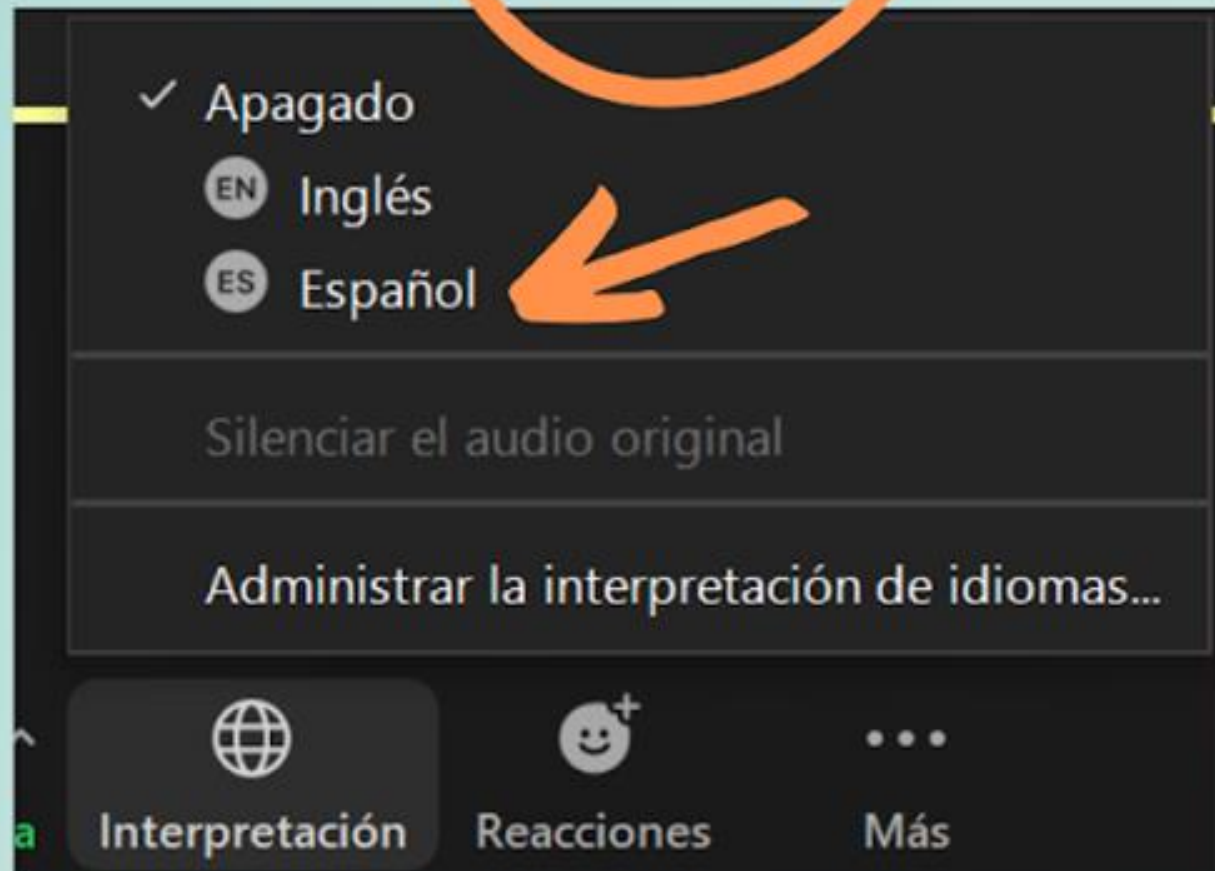 Apagado
EN Inglés
ES Español
Silenciar el audio original
Administrar la interpretación de idiomas...
a Interpretación Reacciones Más